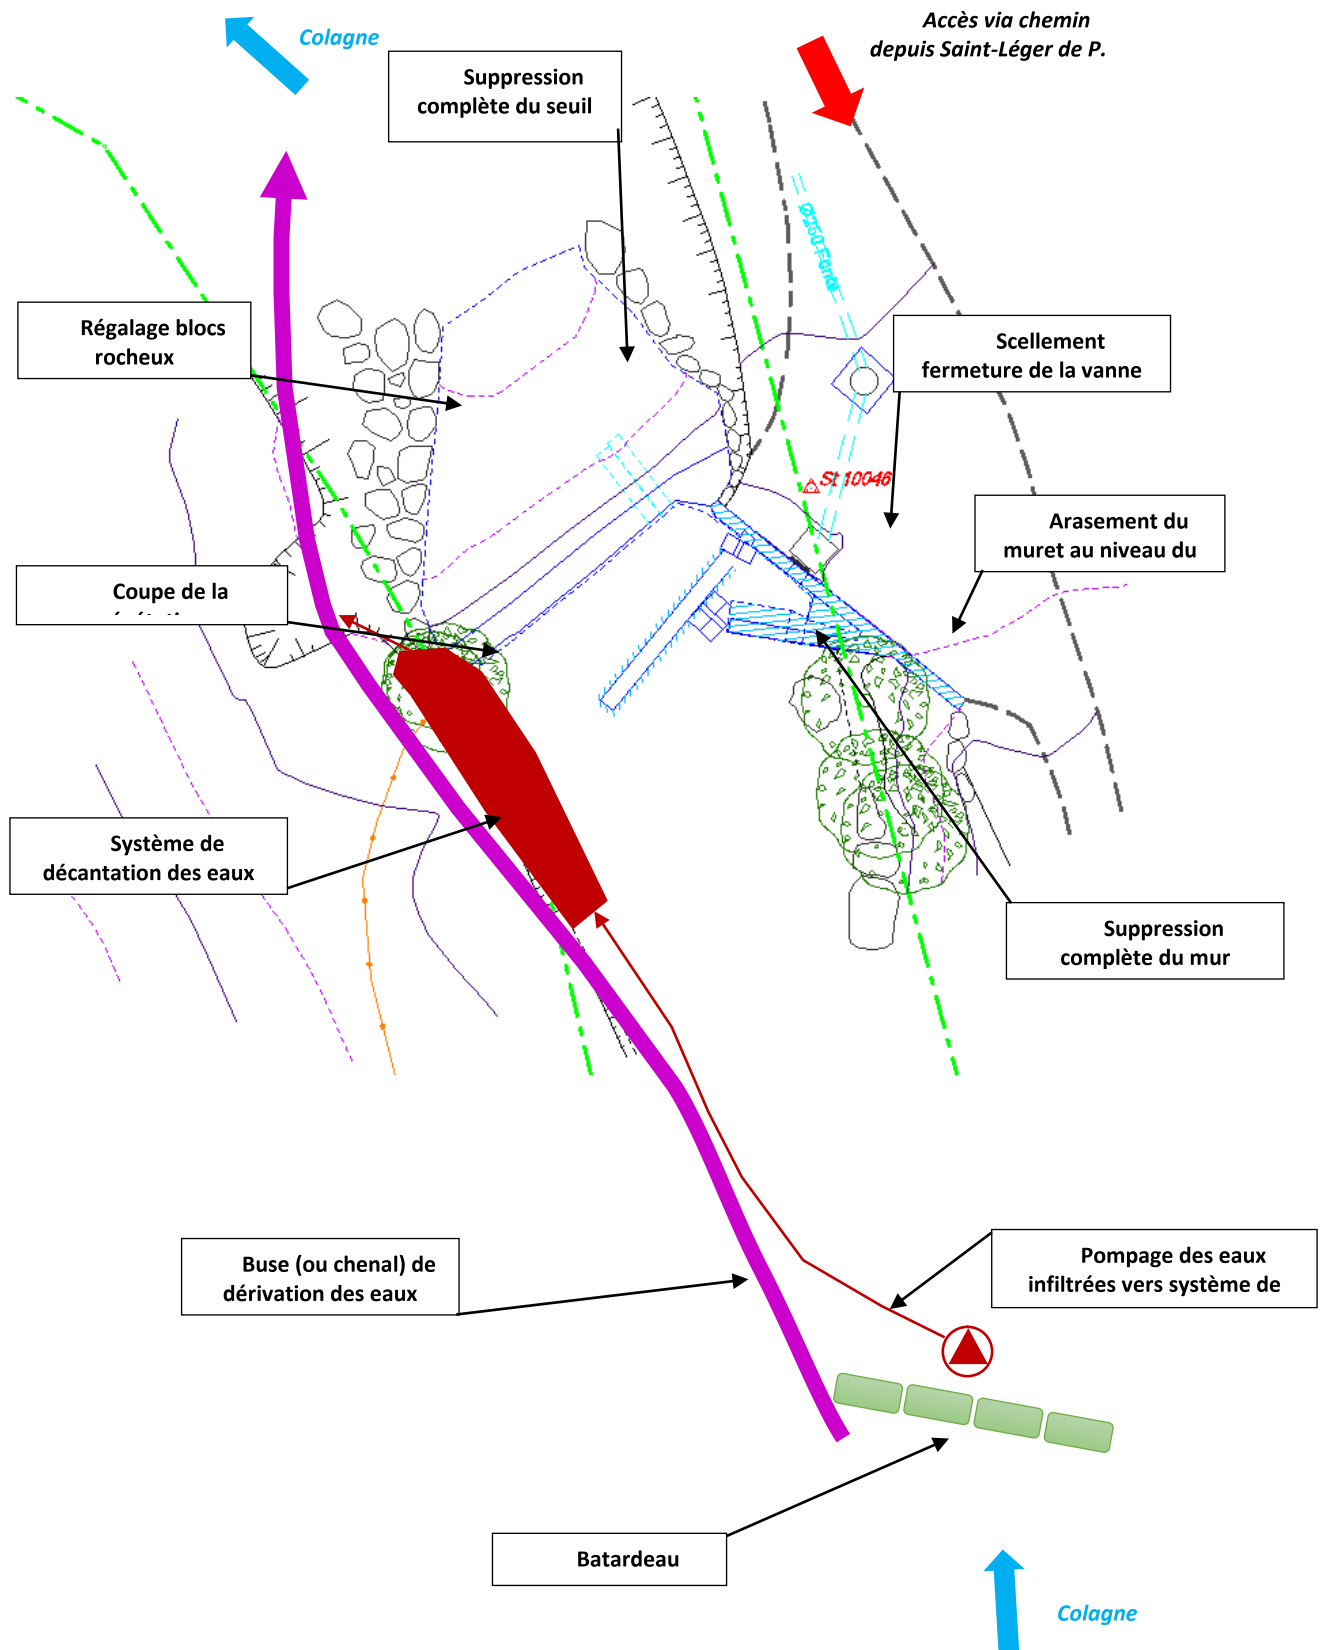 Accès via chemin
depuis Saint-Léger de P.
Colagne
Suppression
complète du seuil
Ø250 Fonte
Régalage blocs
rocheux
Scellement
fermeture de la vanne
St 10046
Arasement du
muret au niveau du
Coupe de la
Système de
décantation des eaux
Suppression
complète du mur
Buse (ou chenal) de
dérivation des eaux
Pompage des eaux
infiltrées vers système de
Batardeau
Colagne